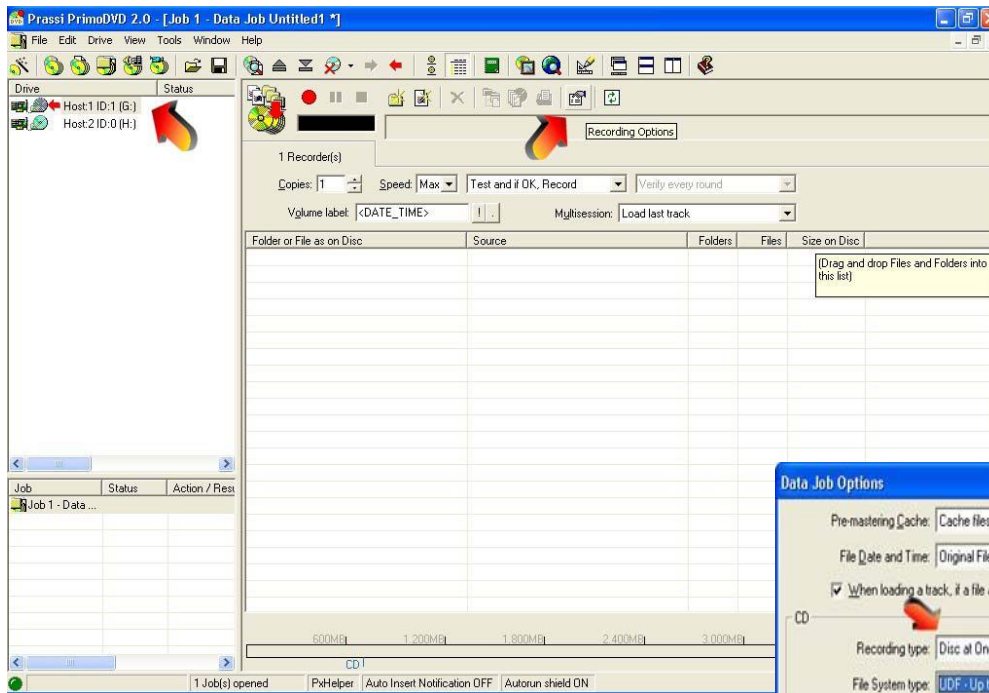 Prassi PrimoDVD 2.0 - [Job 1 - Data Job Untitled1 *]
File Edit Drive View Tools Window Help
Drive Status
Host:1 ID:1 (G:)
Host:2 ID:0 (H:)
Recording Options
1 Recorder(s)
Copies: 1 Speed: Max Test and if OK, Record Verify every round
Volume label: <DATE_TIME> ! . Multisession: Load last track
Folder or File as on Disc Source Folders Files Size on Disc
(Drag and drop Files and Folders into
this list)
Job Status Action / Resu
Job 1 - Data ...
Data Job Options
Pre-mastering Cache: Cache files
File Date and Time: Original File
When loading a track, if a file
CD
Recording type: Disc at On
File System type: UDF - Up t
600MB 1.200MB 1.800MB 2.400MB 3.000MB
CD
1 Job(s) opened PxHelper Auto Insert Notification OFF Autorun shield ON